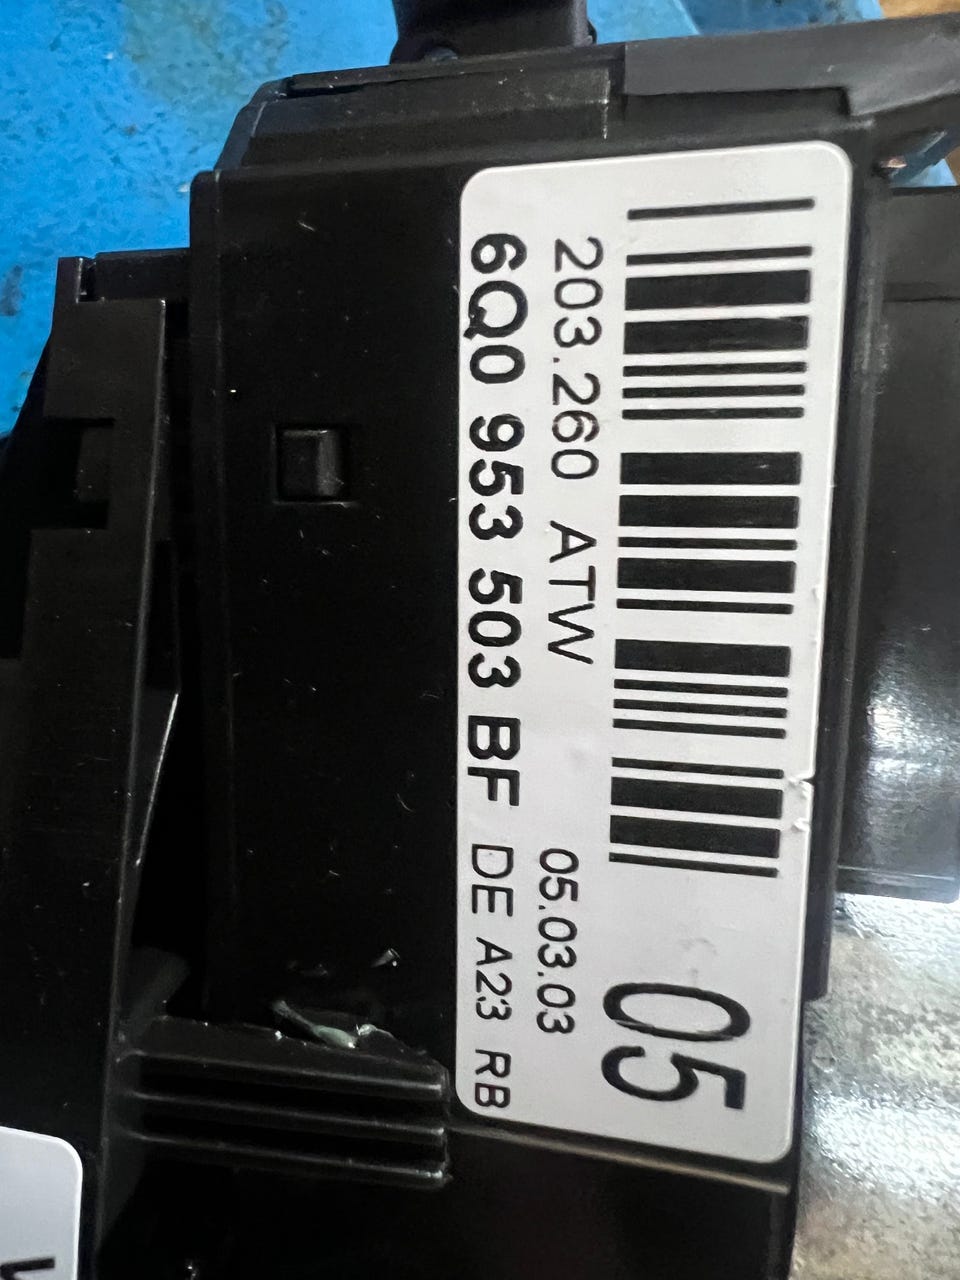 05
203.260 ATW 05.03.03
6Q0 953 503 BF DE A23 RB